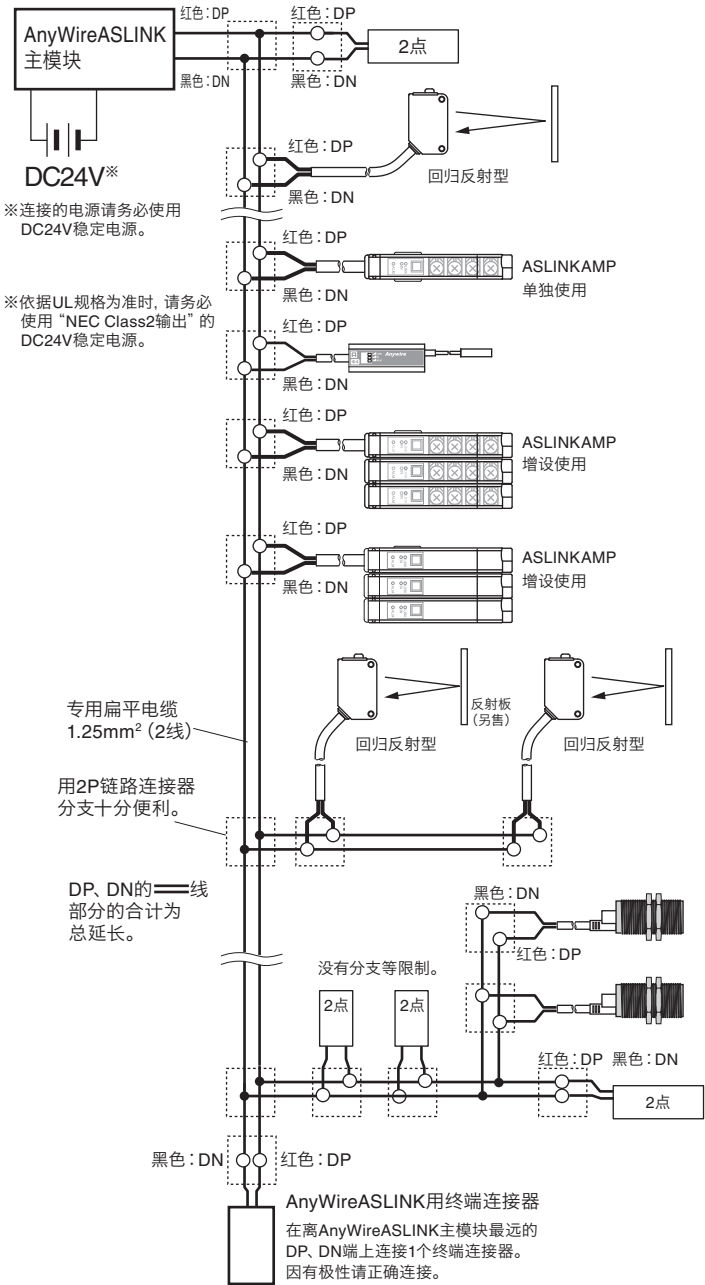 AnyWireASLINK
主模块
红色：DP
红色：DP
2点
黑色：DN
黑色：DN
DC24V※
※连接的电源请务必使用
DC24V稳定电源。
红色：DP
黑色：DN
回归反射型
※依据UL规格为准时，请务必
使用“NEC Class2输出”的
DC24V稳定电源。
红色：DP
黑色：DN
ASLINKAMP
单独使用
红色：DP
黑色：DN
Anywire
红色：DP
黑色：DN
ASLINKAMP
增设使用
红色：DP
黑色：DN
ASLINKAMP
增设使用
专用扁平电缆
1.25mm²（2线）
反射板
（另售）
回归反射型
回归反射型
用2P链路连接器
分支十分便利。
DP、DN的══线
部分的合计为
总延长。
黑色：DN
红色：DP
没有分支等限制。
2点
2点
红色：DP 黑色：DN
2点
黑色：DN
红色：DP
AnyWireASLINK用终端连接器
在离AnyWireASLINK主模块最远的
DP、DN端上连接1个终端连接器。
因有极性请正确连接。